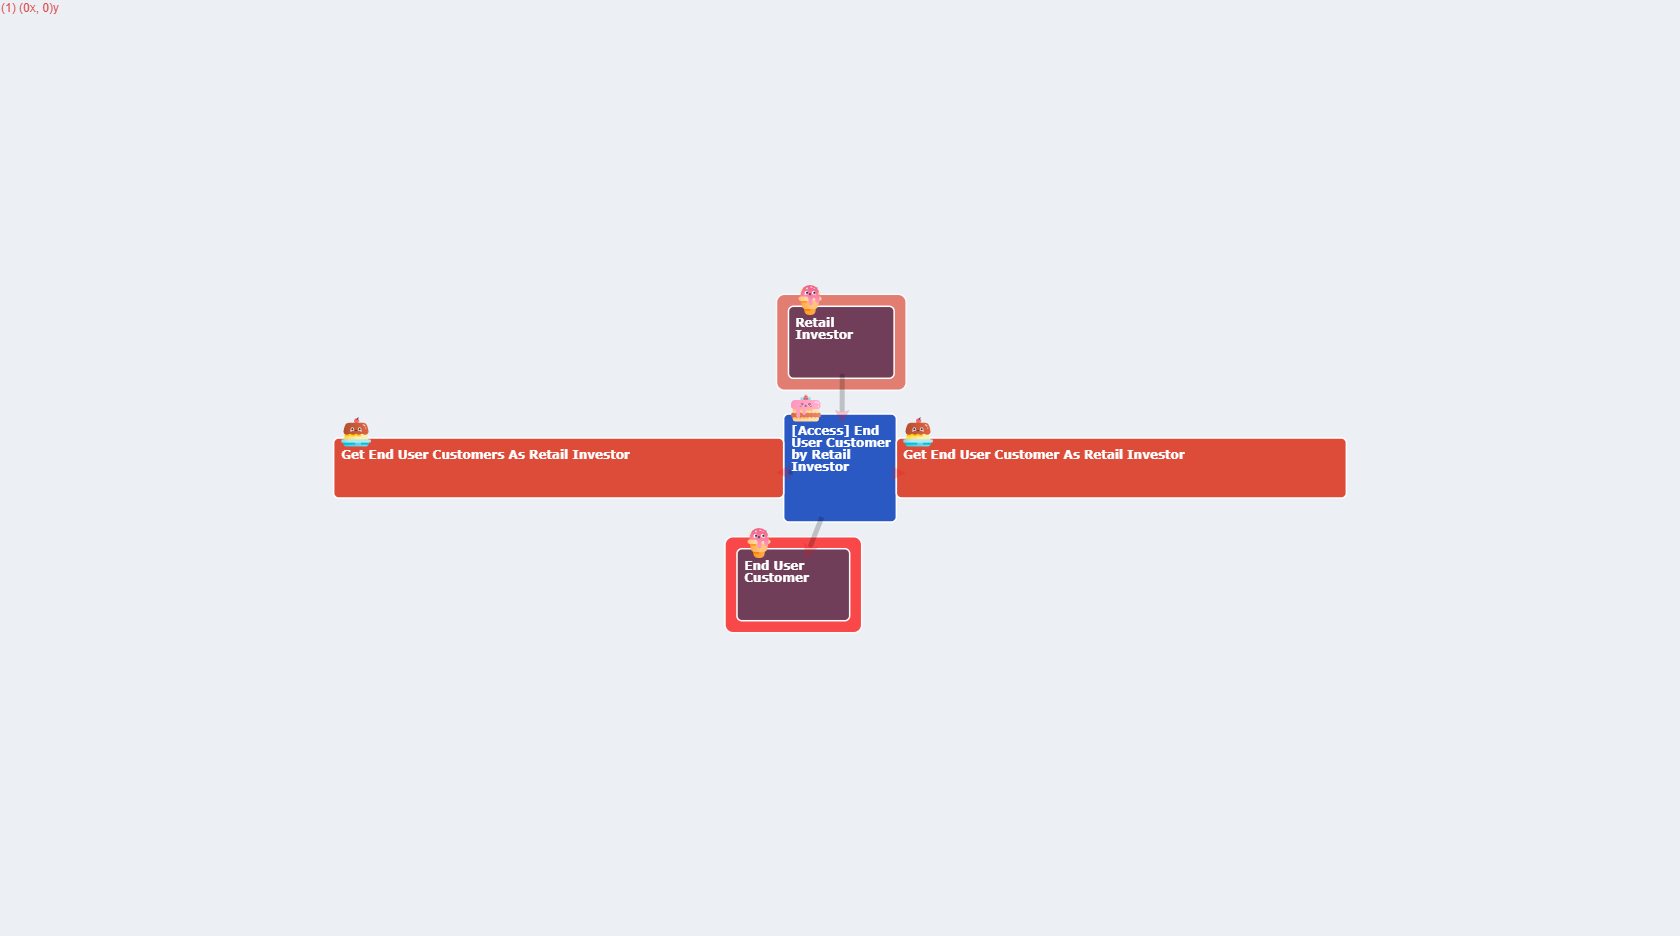 (1) (0x, 0)y
Retail
Investor
[Access] End
User Customer
by Retail
Investor
Get End User Customers As Retail Investor
Get End User Customer As Retail Investor
End User
Customer